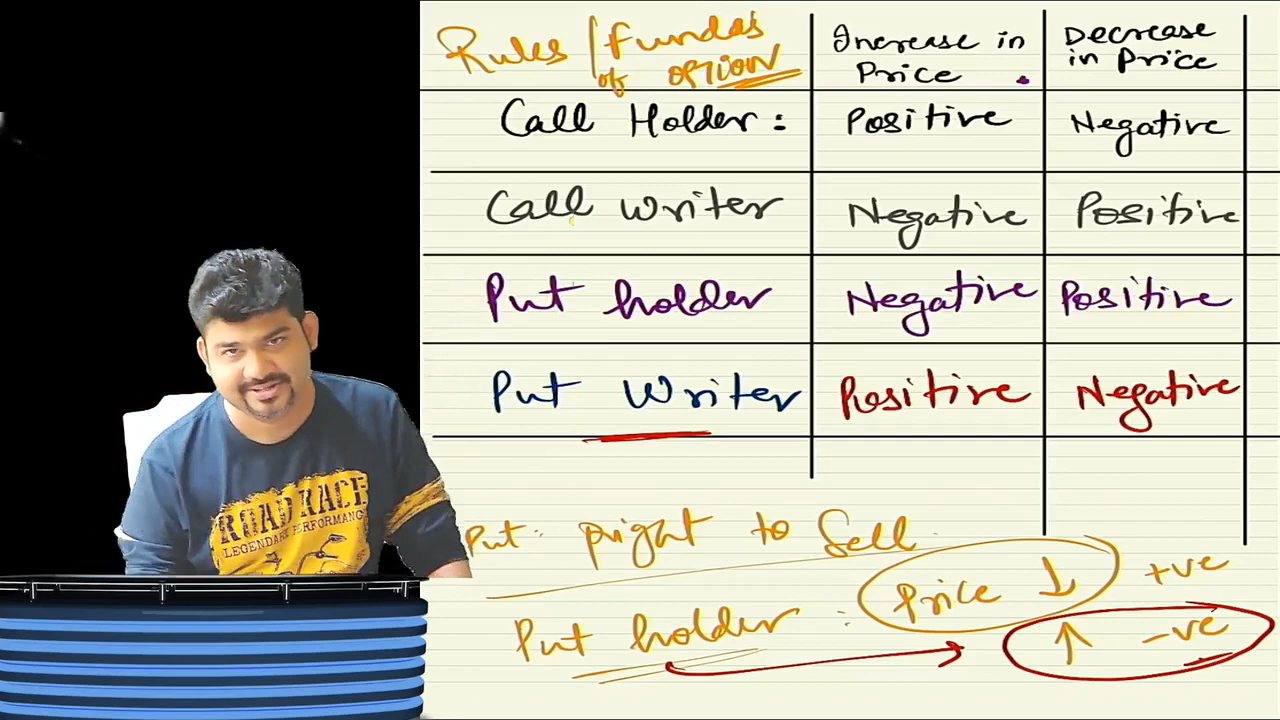 Rules / Fundas of option
Increase in Price
Decrease in Price
Call Holder : Positive Negative
Call writer Negative Positive
Put holder Negative Positive
Put Writer Positive Negative
Put : right to Sell
Put holder : Price ↓ +ve
↑ -ve
ROAD RACE
LEGENDARY PERFORMANC